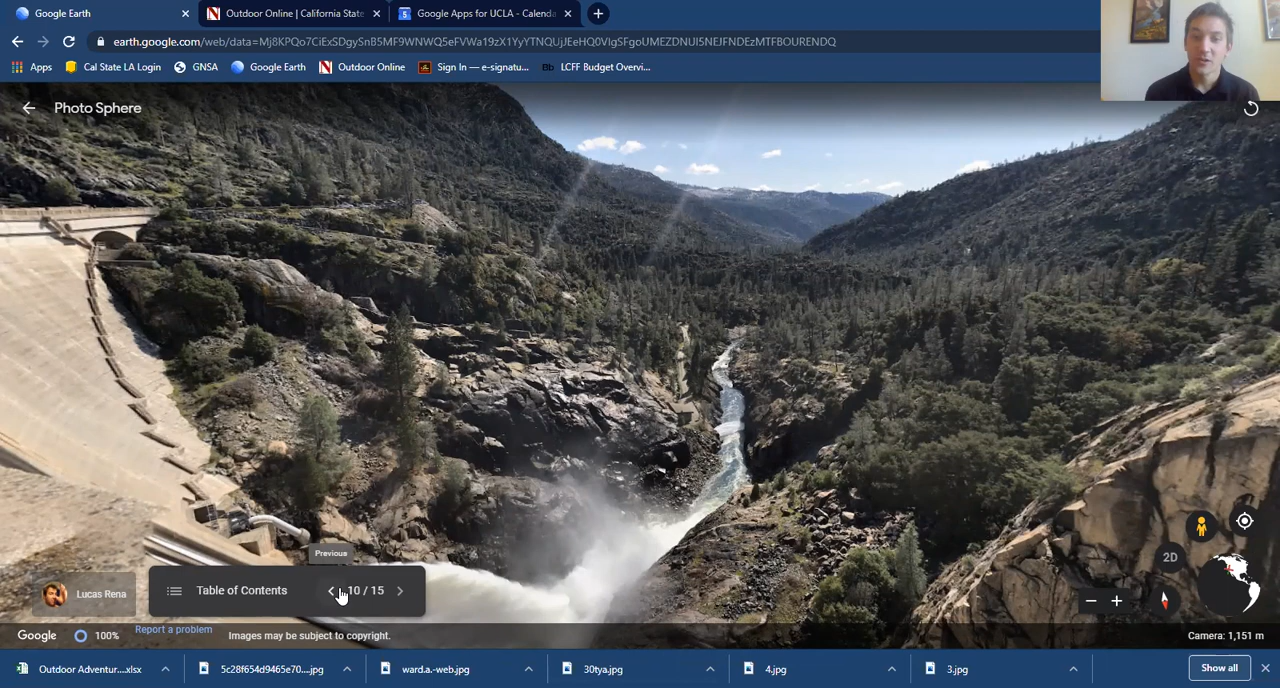 Google Earth
Outdoor Online | California State
Google Apps for UCLA - Calenda
earth.google.com/web/data=Mj8KPQo7CiExSDgySnB5MF9WNWQ5eFVWa19zX1YyYTNQUjJEeHQ0VlgSFgoUMEZDNUI5NEJFNDEzMTFBOURENDQ
Apps
Cal State LA Login
GNSA
Google Earth
Outdoor Online
Sign In — e-signatu...
Bb LCFF Budget Overvi...
Photo Sphere
Previous
Lucas Rena
Table of Contents
10 / 15
2D
Google
100%
Report a problem
Images may be subject to copyright.
Camera: 1,151 m
Outdoor Adventur....xlsx
5c28f654d9465e70....jpg
ward.a.-web.jpg
30tya.jpg
4.jpg
3.jpg
Show all